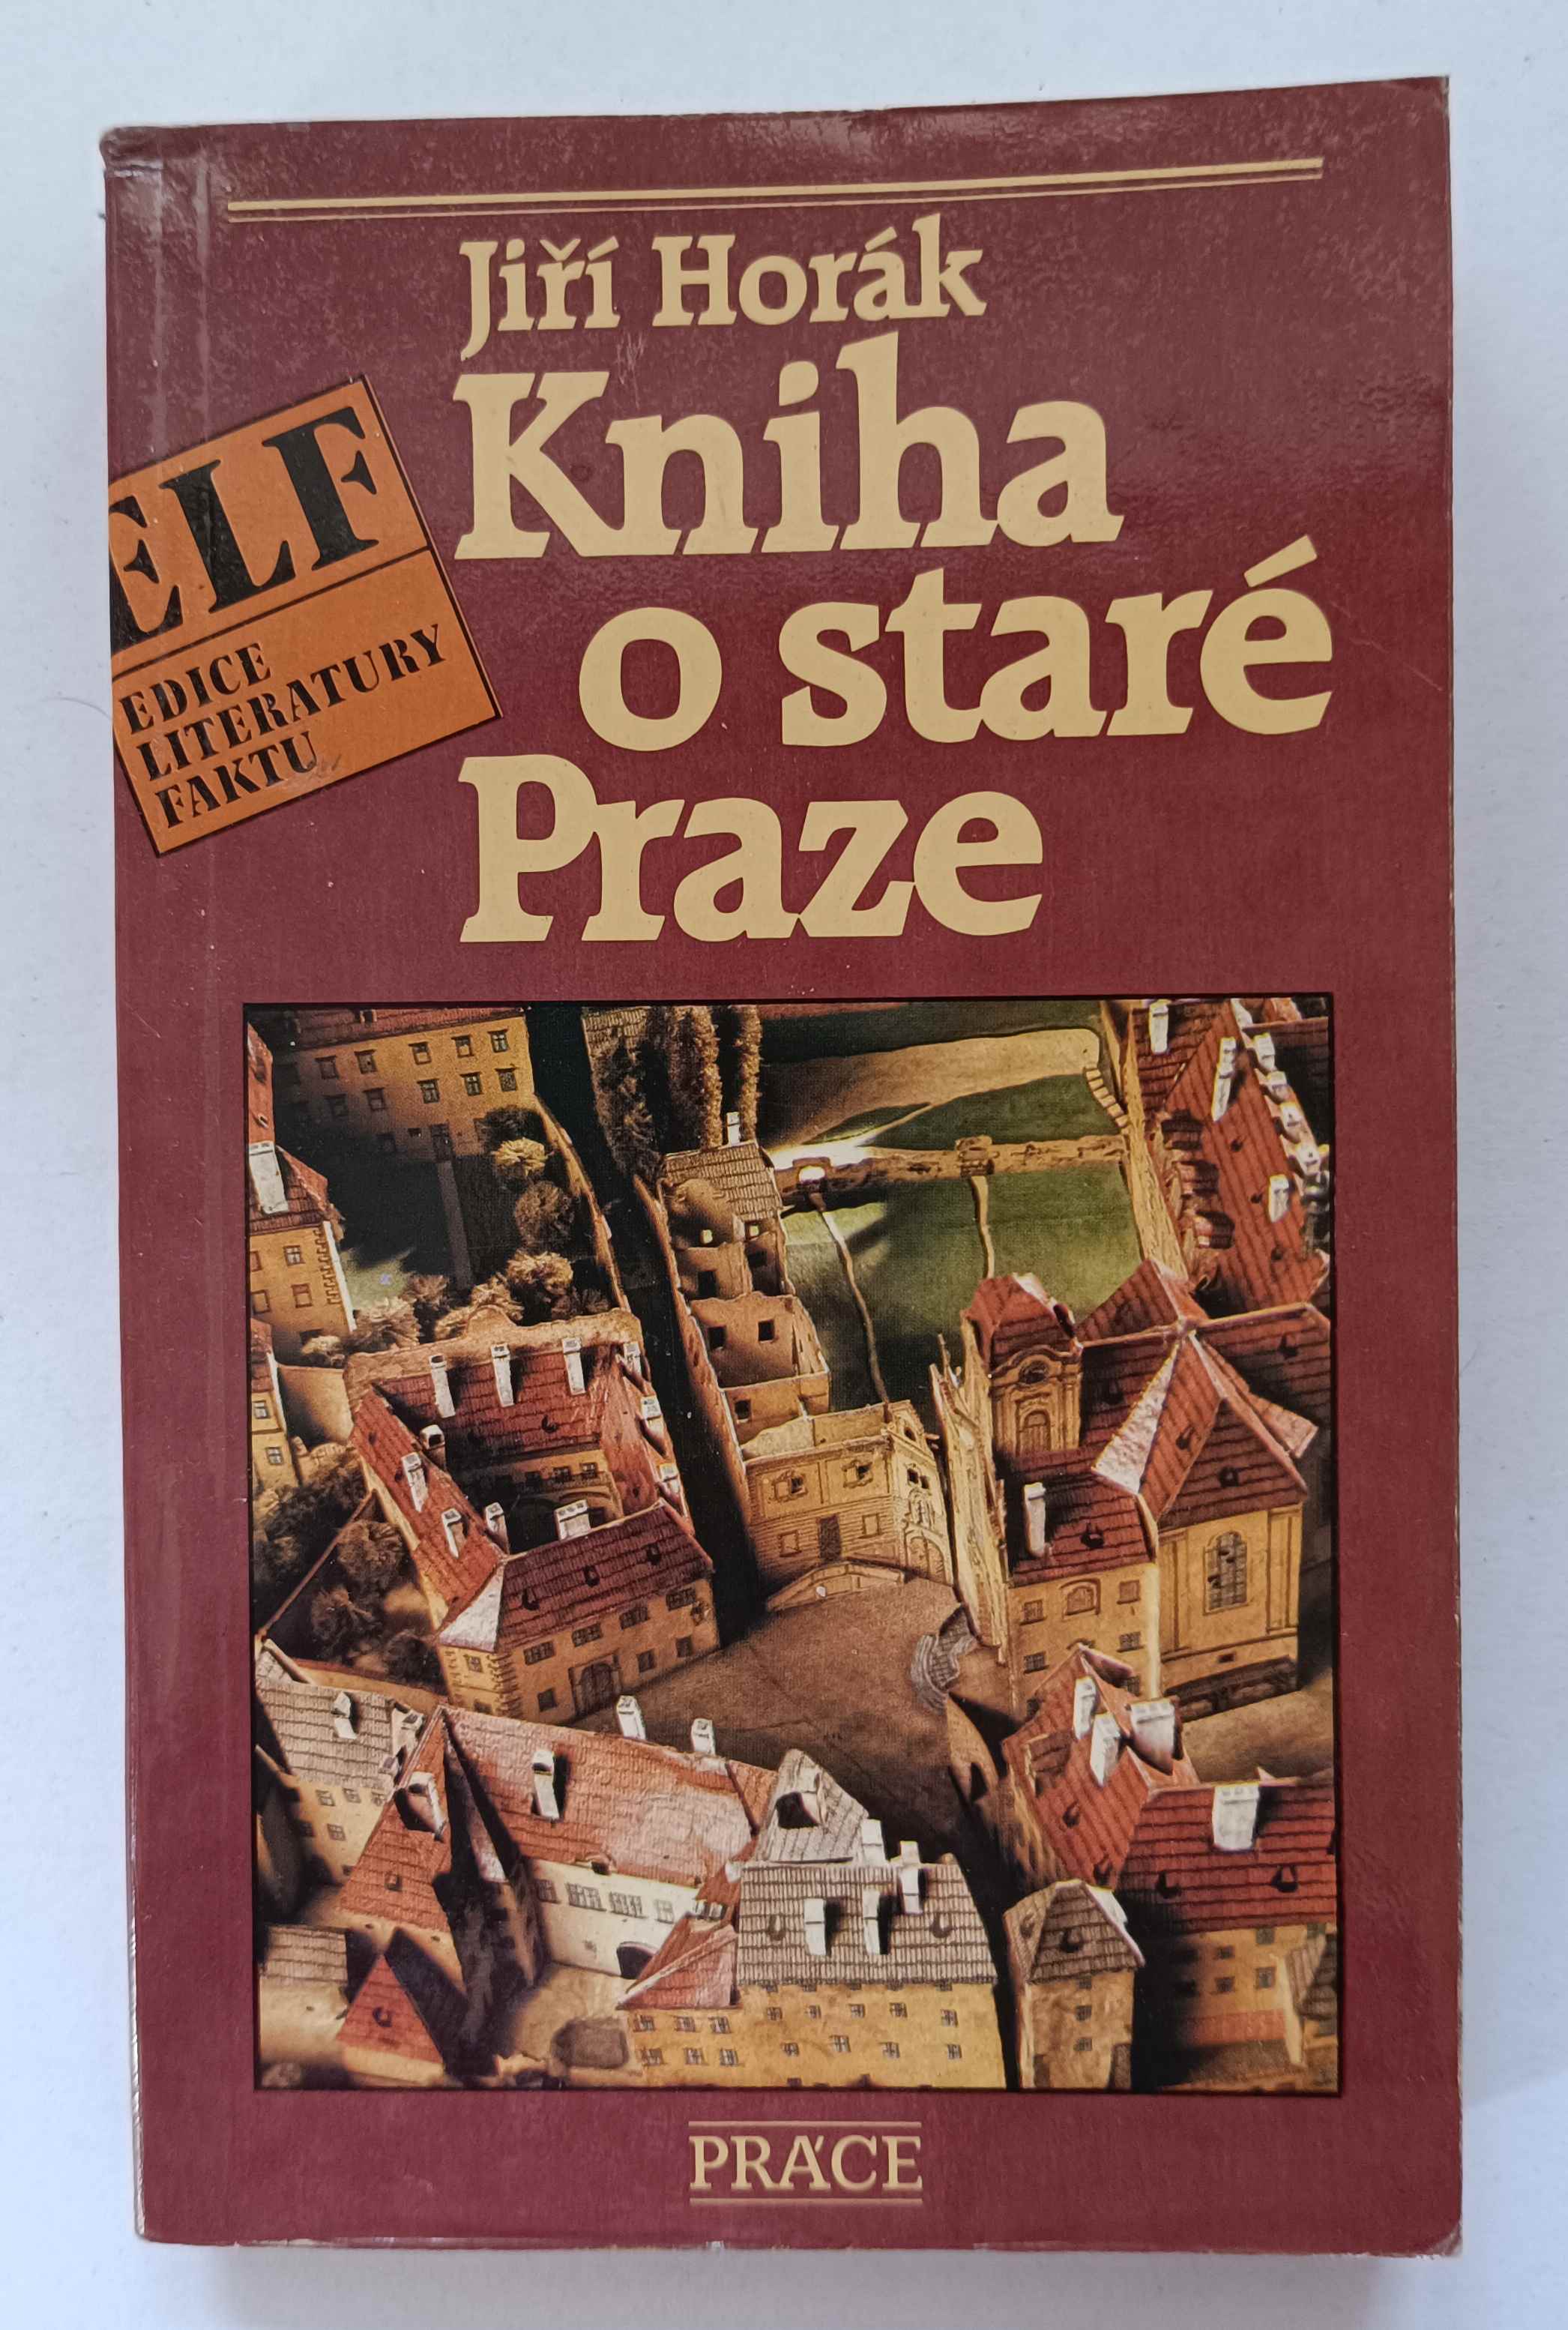 Jiří Horák
Kniha
o staré
Praze
ELF
EDICE
LITERATURY
FAKTU
PRÁCE